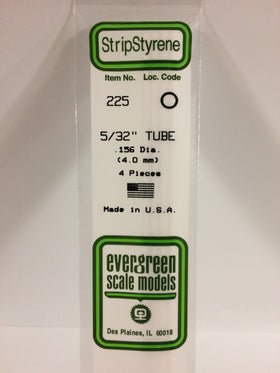 StripStyrene
Item No. Loc. Code
225
5/32" TUBE
.156 Dia.
(4.0 mm)
4 Pieces
Made in U.S.A.
evergreen
scale models
Des Plaines, IL 60018